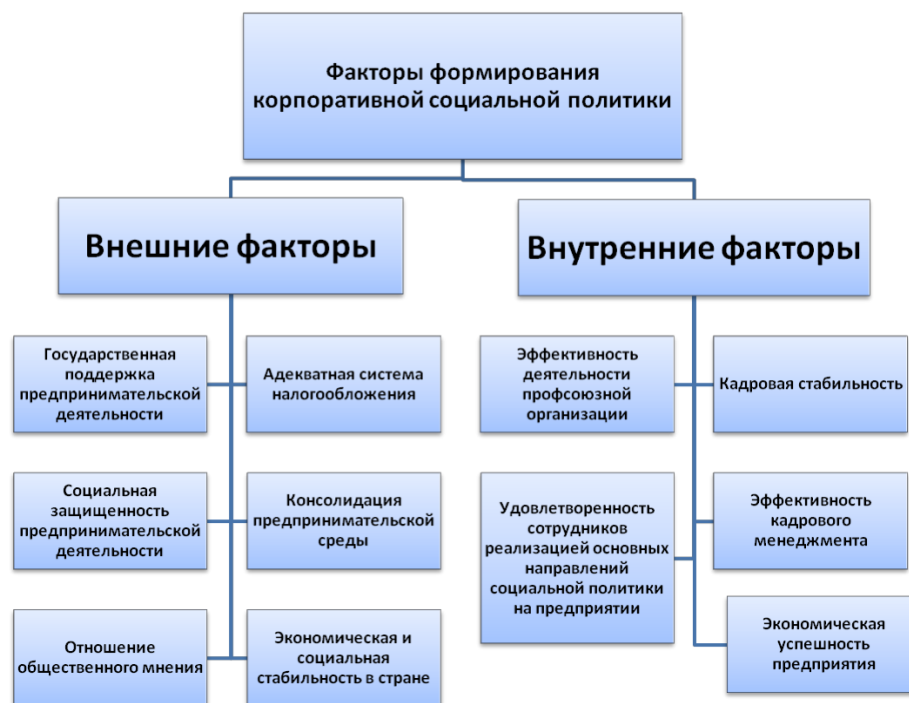 Факторы формирования
корпоративной социальной политики
Внешние факторы
Внутренние факторы
Государственная
поддержка
предпринимательской
деятельности
Адекватная система
налогообложения
Эффективность
деятельности
профсоюзной
организации
Кадровая стабильность
Социальная
защищенность
предпринимательской
деятельности
Консолидация
предпринимательской
среды
Удовлетворенность
сотрудников
реализацией основных
направлений
социальной политики
на предприятии
Эффективность
кадрового
менеджмента
Отношение
общественного мнения
Экономическая и
социальная
стабильность в стране
Экономическая
успешность
предприятия